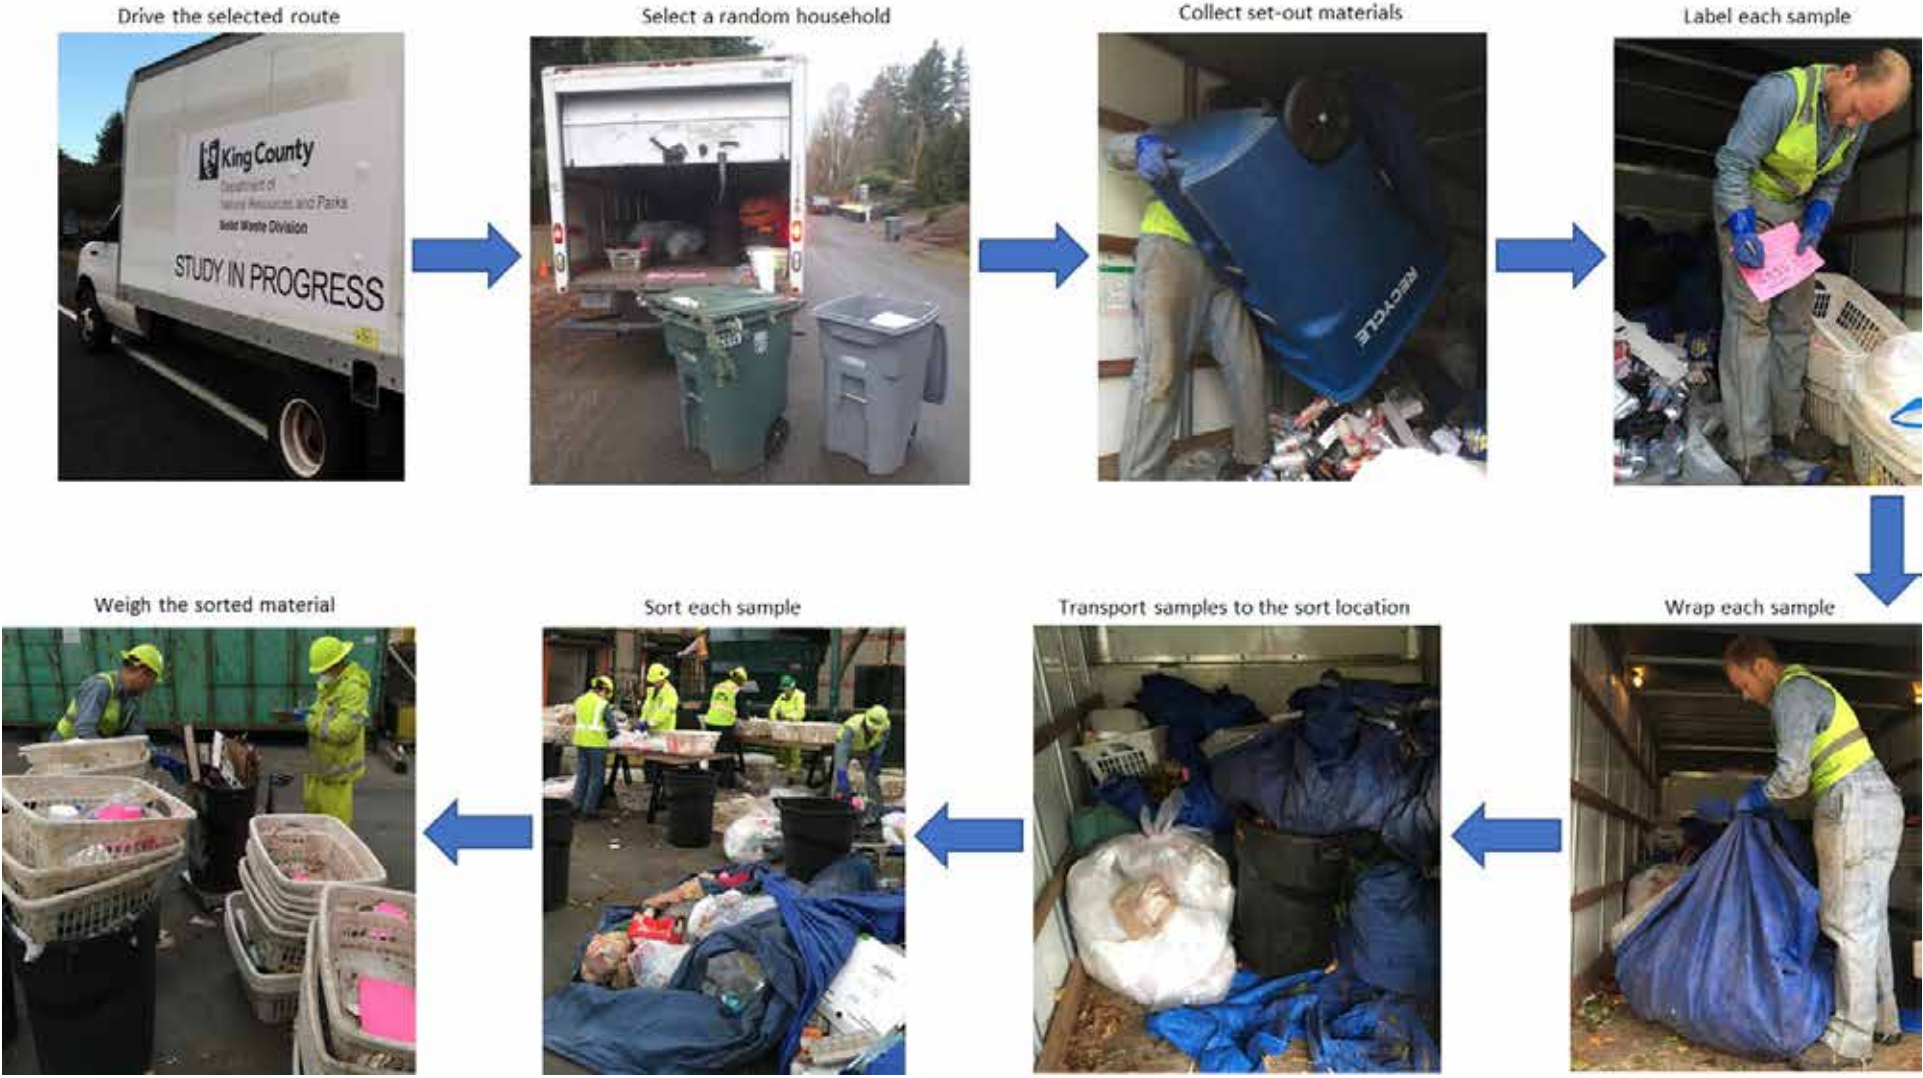 Drive the selected route
Select a random household
Collect set-out materials
Label each sample
King County
Department of
Natural Resources and Parks
Solid Waste Division
STUDY IN PROGRESS
RECYCLE
Weigh the sorted material
Sort each sample
Transport samples to the sort location
Wrap each sample